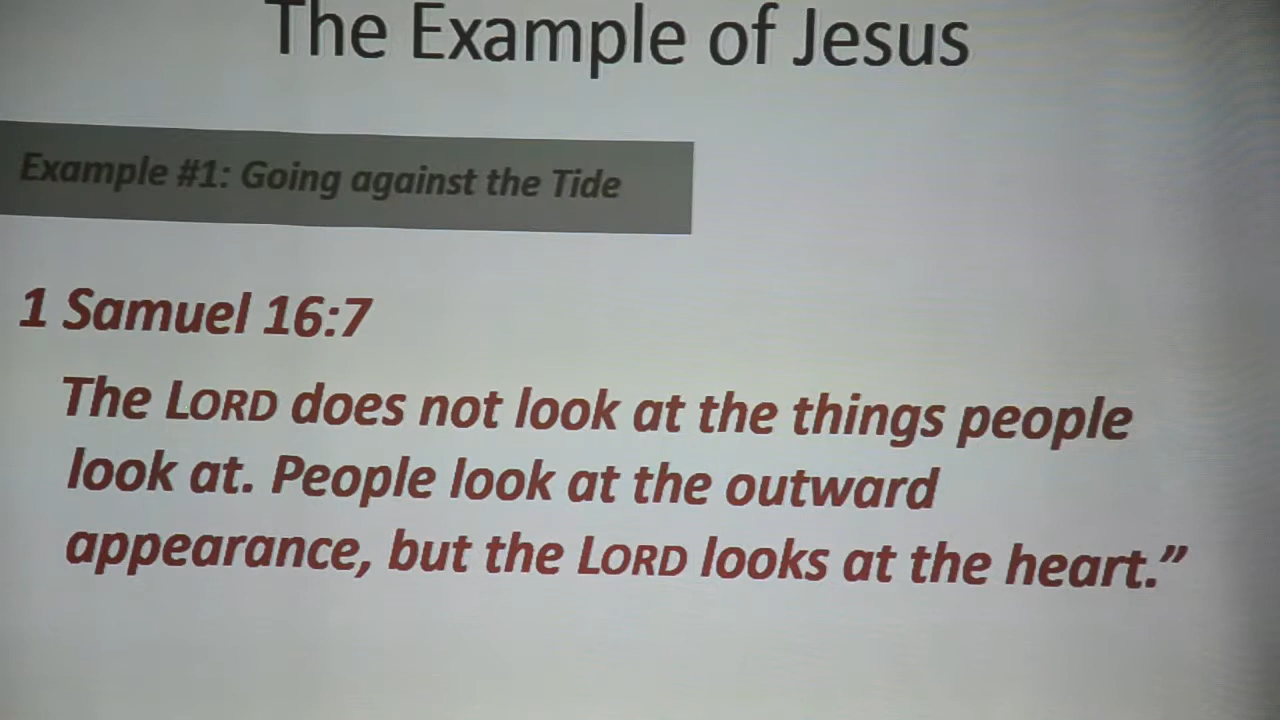 The Example of Jesus
Example #1: Going against the Tide
1 Samuel 16:7
The LORD does not look at the things people
look at. People look at the outward
appearance, but the LORD looks at the heart.”